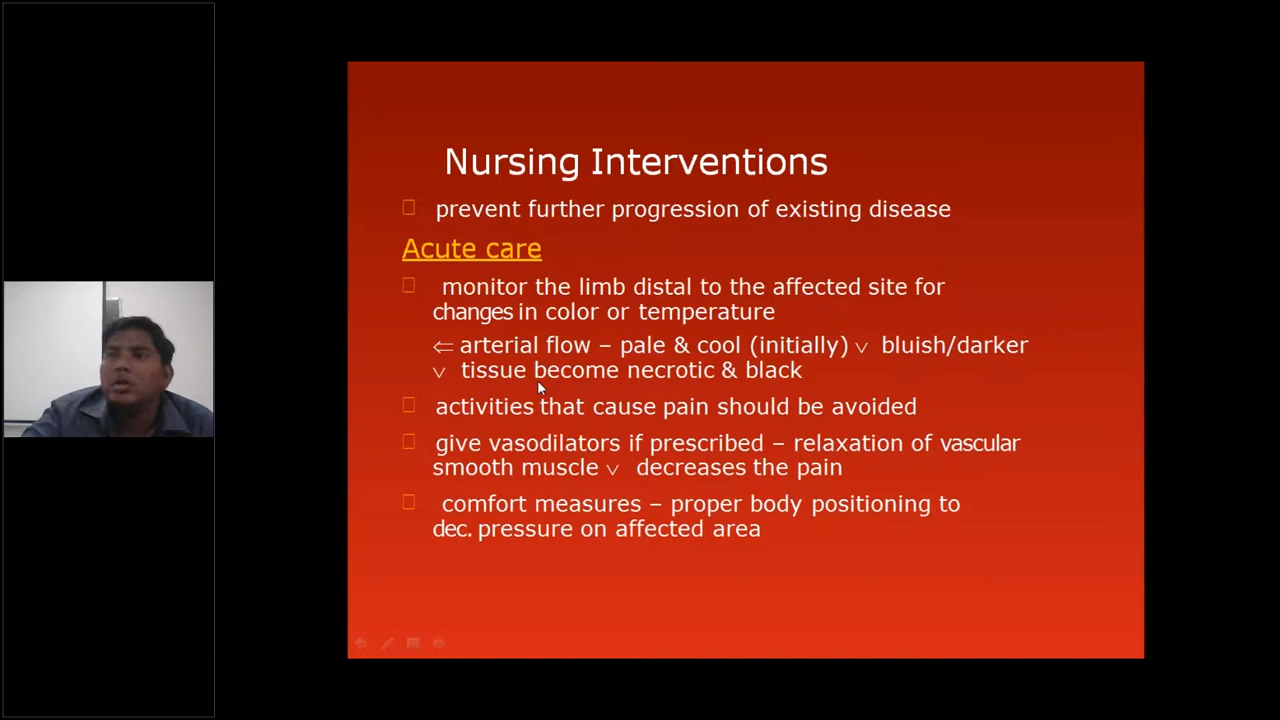 Nursing Interventions
prevent further progression of existing disease
Acute care
monitor the limb distal to the affected site for
changes in color or temperature
⇐ arterial flow – pale & cool (initially) ∨ bluish/darker
∨ tissue become necrotic & black
activities that cause pain should be avoided
give vasodilators if prescribed – relaxation of vascular
smooth muscle ∨ decreases the pain
comfort measures – proper body positioning to
dec. pressure on affected area